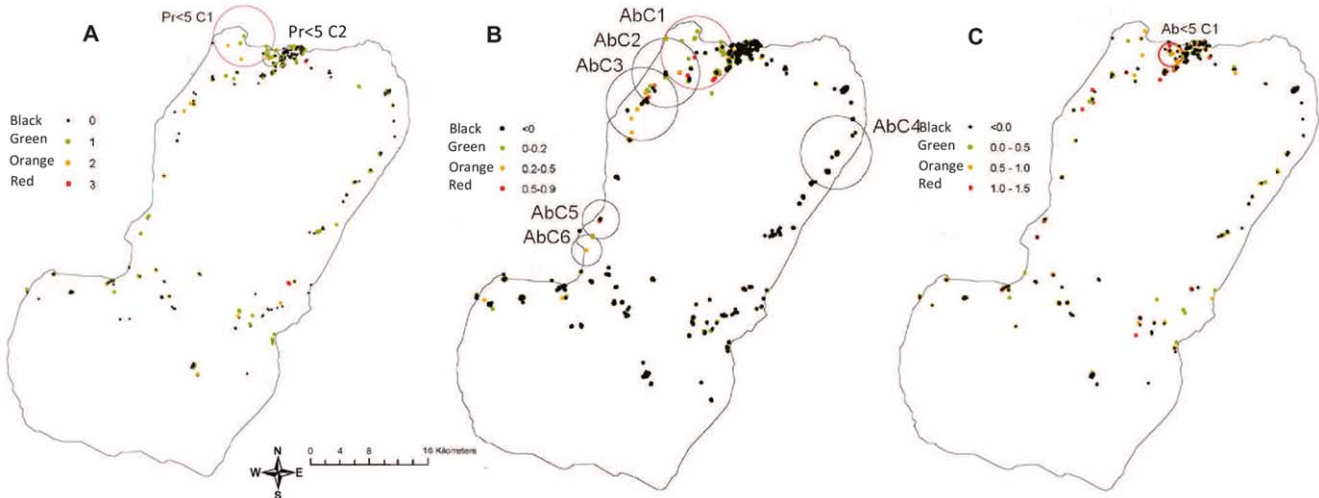 A
Pr<5 C1
Pr<5 C2
Black 0
Green 1
Orange 2
Red 3
N
W E
S
0 4 8 16 Kilometers
B
AbC1
AbC2
AbC3
AbC4
AbC5
AbC6
Black <0
Green 0-0.2
Orange 0.2-0.5
Red 0.5-0.9
C
Ab<5 C1
Black <0.0
Green 0.0 - 0.5
Orange 0.5 - 1.0
Red 1.0 - 1.5